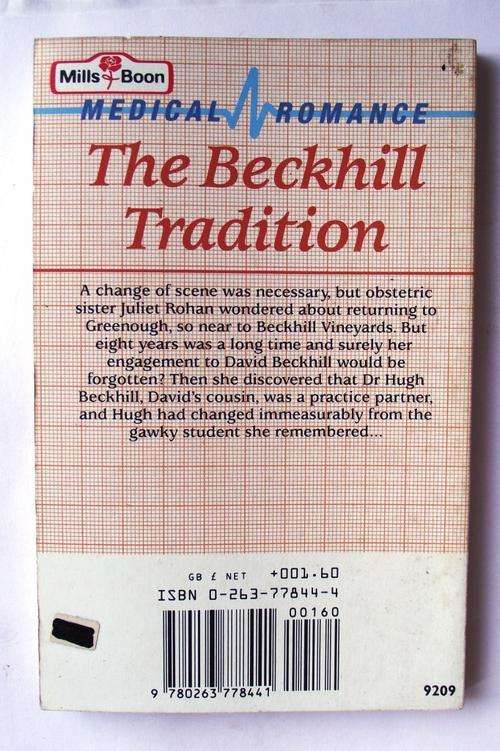 Mills Boon
MEDICAL ROMANCE
The Beckhill
Tradition
A change of scene was necessary, but obstetric
sister Juliet Rohan wondered about returning to
Greenough, so near to Beckhill Vineyards. But
eight years was a long time and surely her
engagement to David Beckhill would be
forgotten? Then she discovered that Dr Hugh
Beckhill, David's cousin, was a practice partner,
and Hugh had changed immeasurably from the
gawky student she remembered...
GB £ NET +001.60
ISBN 0-263-77844-4
00160
9 780263 778441
9209